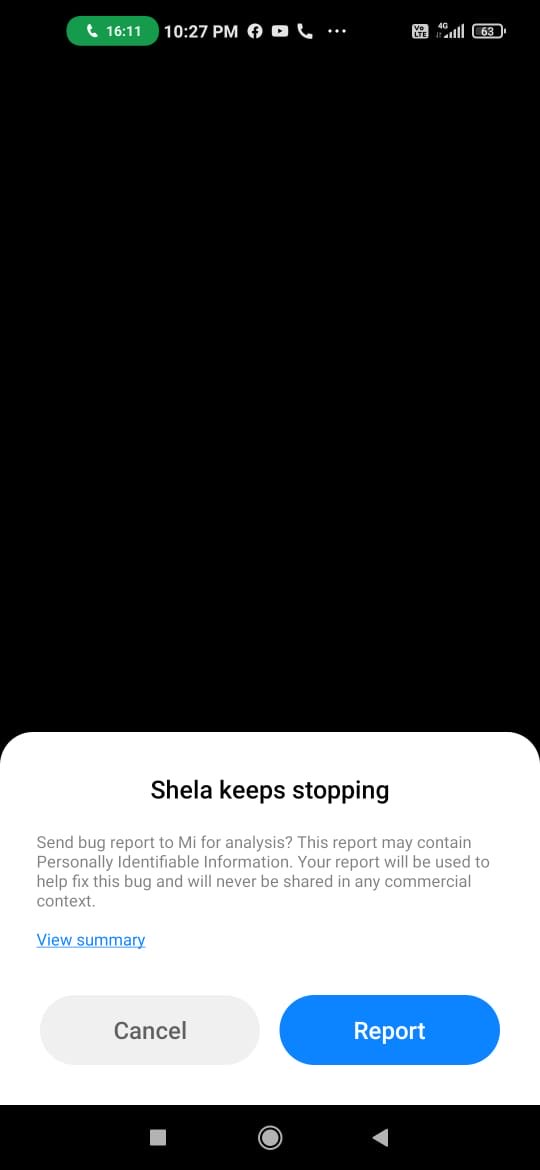 16:11 10:27 PM Vo LTE 4G 63
Shela keeps stopping
Send bug report to Mi for analysis? This report may contain
Personally Identifiable Information. Your report will be used to
help fix this bug and will never be shared in any commercial
context.
View summary
Cancel Report